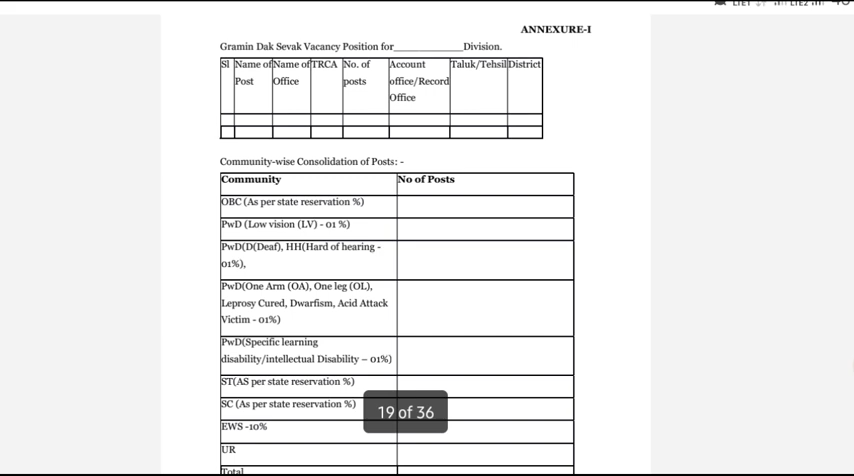 ANNEXURE-I
Gramin Dak Sevak Vacancy Position for____________Division.
Sl Name of Name of TRCA No. of Account Taluk/Tehsil District
Post Office posts office/Record
Office
Community-wise Consolidation of Posts: -
Community No of Posts
OBC (As per state reservation %)
PwD (Low vision (LV) - 01 %)
PwD(D(Deaf), HH(Hard of hearing -
01%),
PwD(One Arm (OA), One leg (OL),
Leprosy Cured, Dwarfism, Acid Attack
Victim - 01%)
PwD(Specific learning
disability/intellectual Disability – 01%)
ST(AS per state reservation %)
SC (As per state reservation %)
19 of 36
EWS -10%
UR
Total